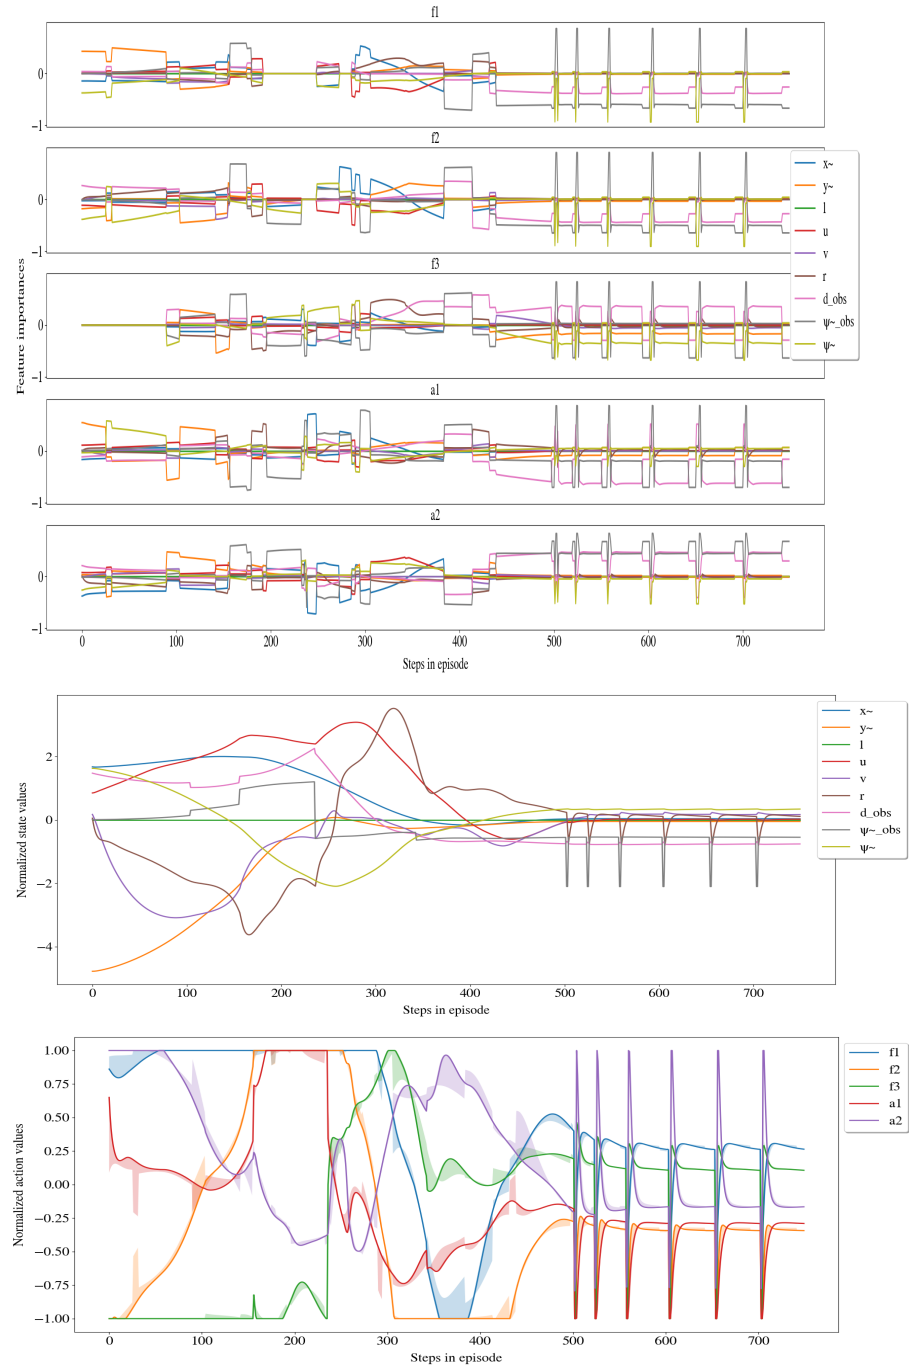 f1
0
−1
f2
0
−1
f3
0
−1
a1
0
−1
a2
0
−1
0 100 200 300 400 500 600 700
Steps in episode
Feature importances
x~
y~
l
u
v
r
d_obs
ψ~_obs
ψ~
2
0
−2
−4
0 100 200 300 400 500 600 700
Steps in episode
Normalized state values
x~
y~
l
u
v
r
d_obs
ψ~_obs
ψ~
1.00
0.75
0.50
0.25
0.00
−0.25
−0.50
−0.75
−1.00
0 100 200 300 400 500 600 700
Steps in episode
Normalized action values
f1
f2
f3
a1
a2